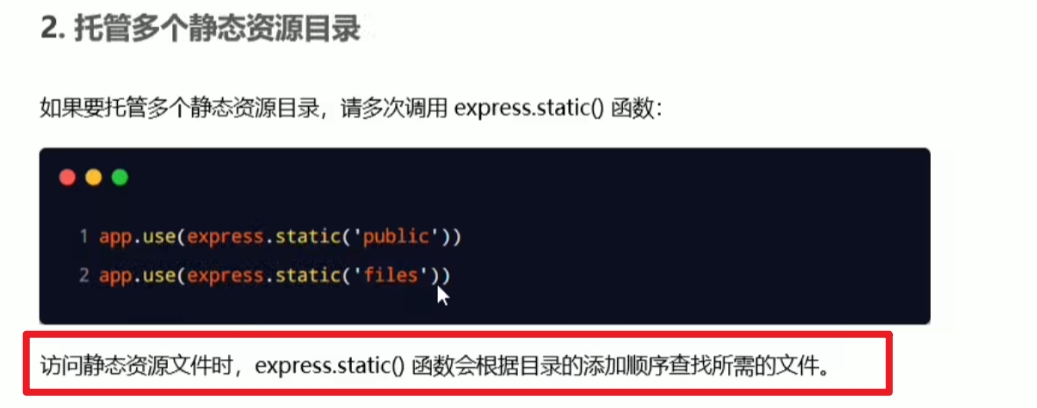 2. 托管多个静态资源目录
如果要托管多个静态资源目录，请多次调用 express.static() 函数：
1 app.use(express.static('public'))
2 app.use(express.static('files'))
访问静态资源文件时，express.static() 函数会根据目录的添加顺序查找所需的文件。